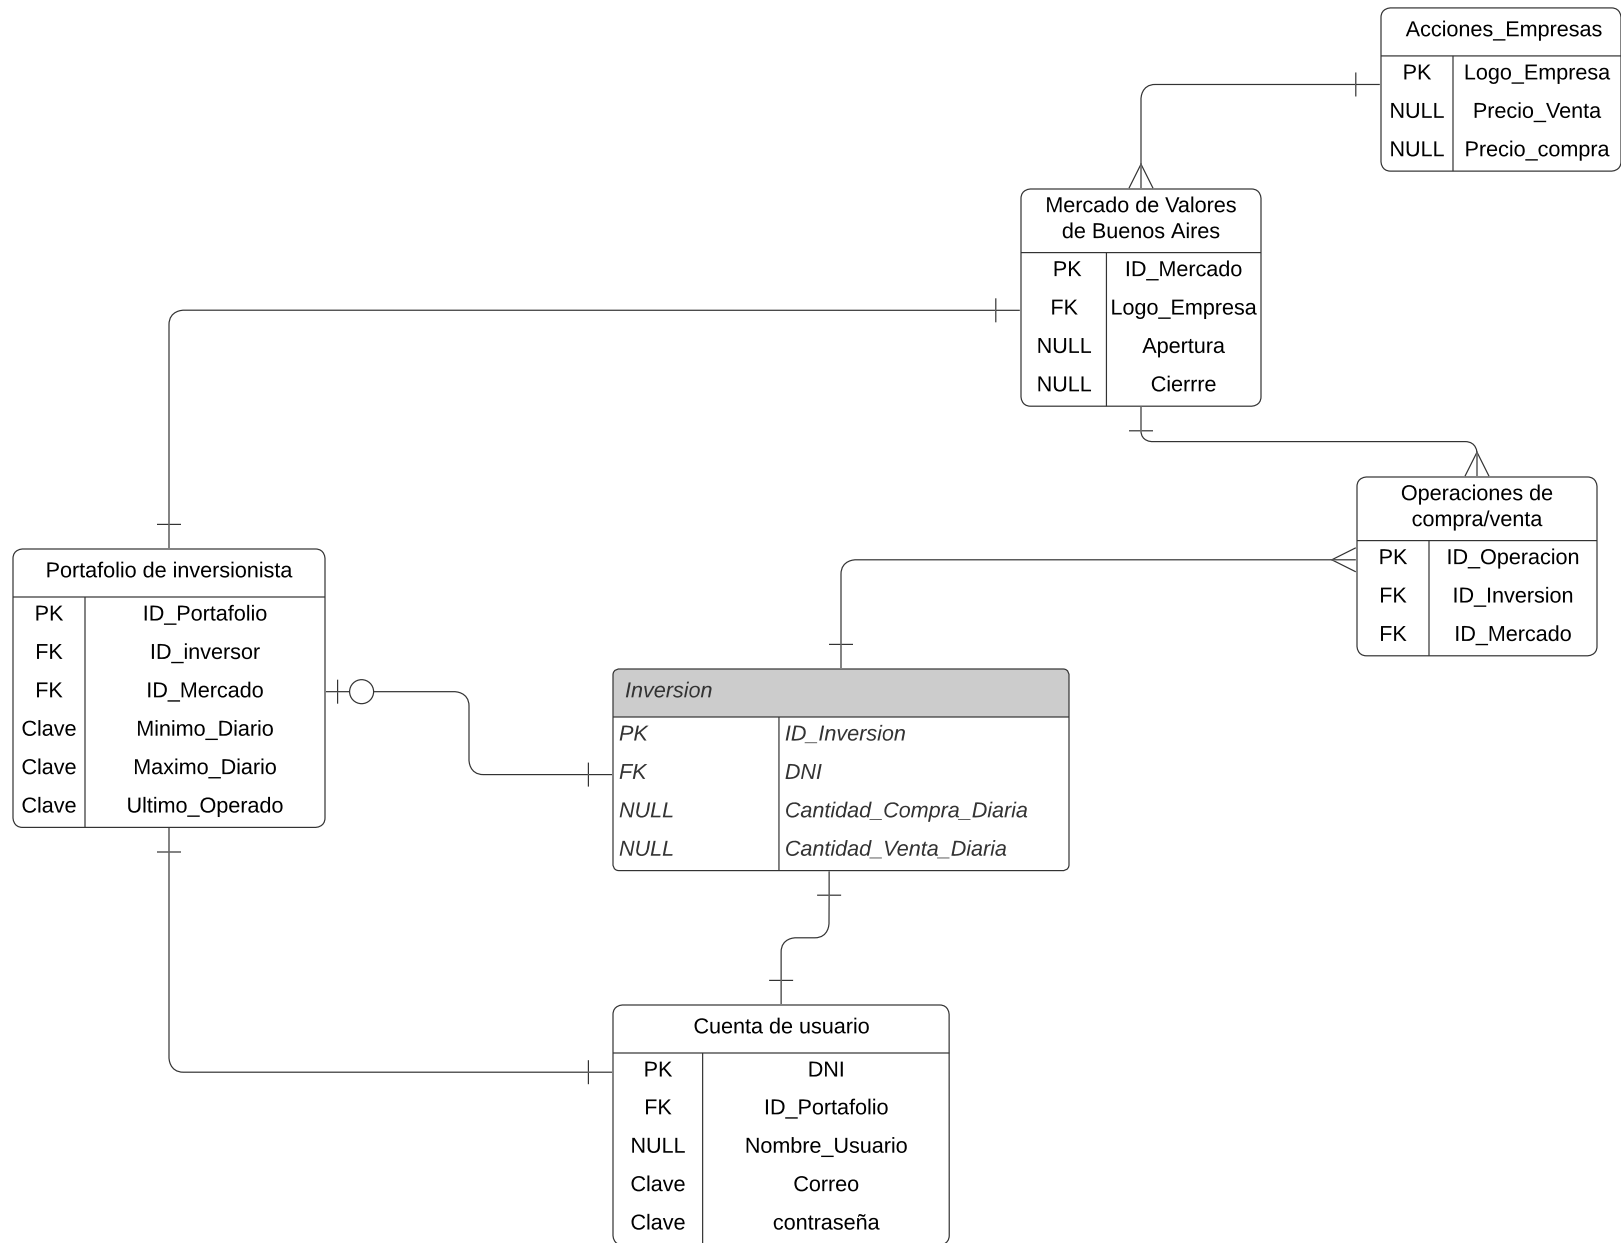 Acciones_Empresas
PK Logo_Empresa
NULL Precio_Venta
NULL Precio_compra
Mercado de Valores
de Buenos Aires
PK ID_Mercado
FK Logo_Empresa
NULL Apertura
NULL Cierrre
Operaciones de
compra/venta
PK ID_Operacion
FK ID_Inversion
FK ID_Mercado
Portafolio de inversionista
PK ID_Portafolio
FK ID_inversor
FK ID_Mercado
Clave Minimo_Diario
Clave Maximo_Diario
Clave Ultimo_Operado
Inversion
PK ID_Inversion
FK DNI
NULL Cantidad_Compra_Diaria
NULL Cantidad_Venta_Diaria
Cuenta de usuario
PK DNI
FK ID_Portafolio
NULL Nombre_Usuario
Clave Correo
Clave contraseña